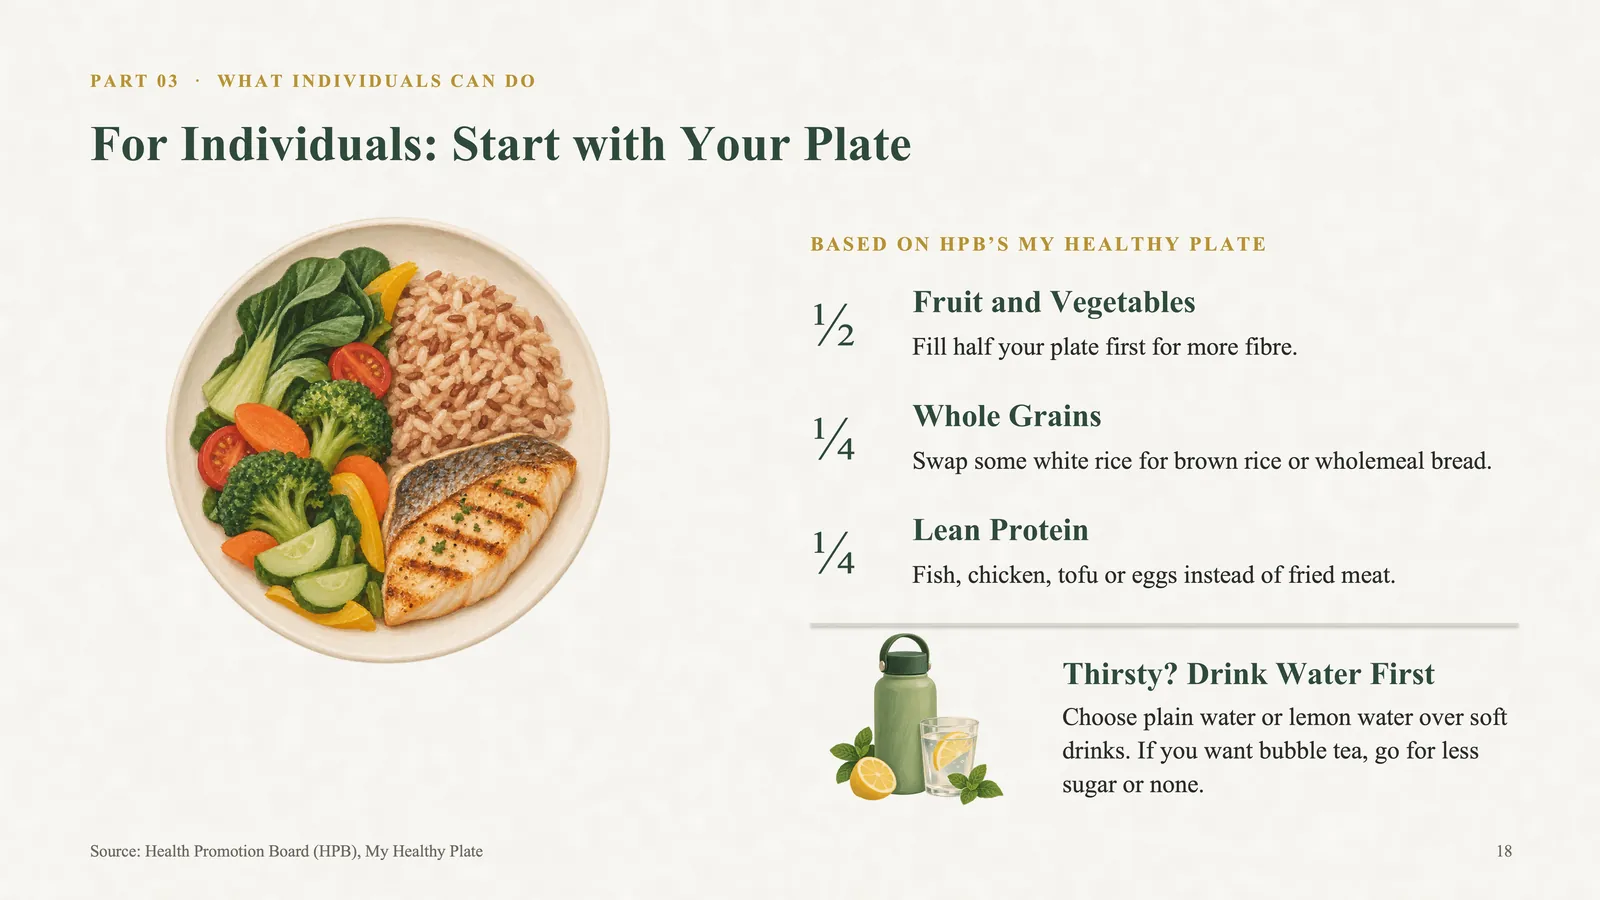 PART 03 · WHAT INDIVIDUALS CAN DO
For Individuals: Start with Your Plate
BASED ON HPB’S MY HEALTHY PLATE
½
Fruit and Vegetables
Fill half your plate first for more fibre.
¼
Whole Grains
Swap some white rice for brown rice or wholemeal bread.
¼
Lean Protein
Fish, chicken, tofu or eggs instead of fried meat.
Thirsty? Drink Water First
Choose plain water or lemon water over soft
drinks. If you want bubble tea, go for less
sugar or none.
Source: Health Promotion Board (HPB), My Healthy Plate
18